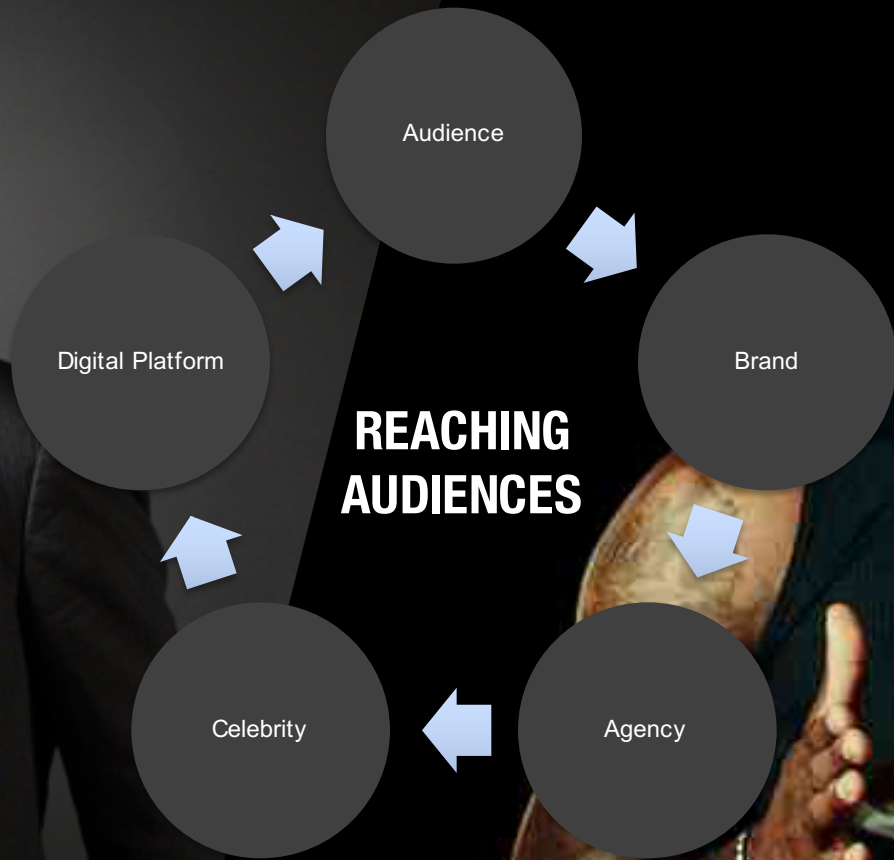 Audience
Digital Platform
Brand
REACHING
AUDIENCES
Celebrity
Agency